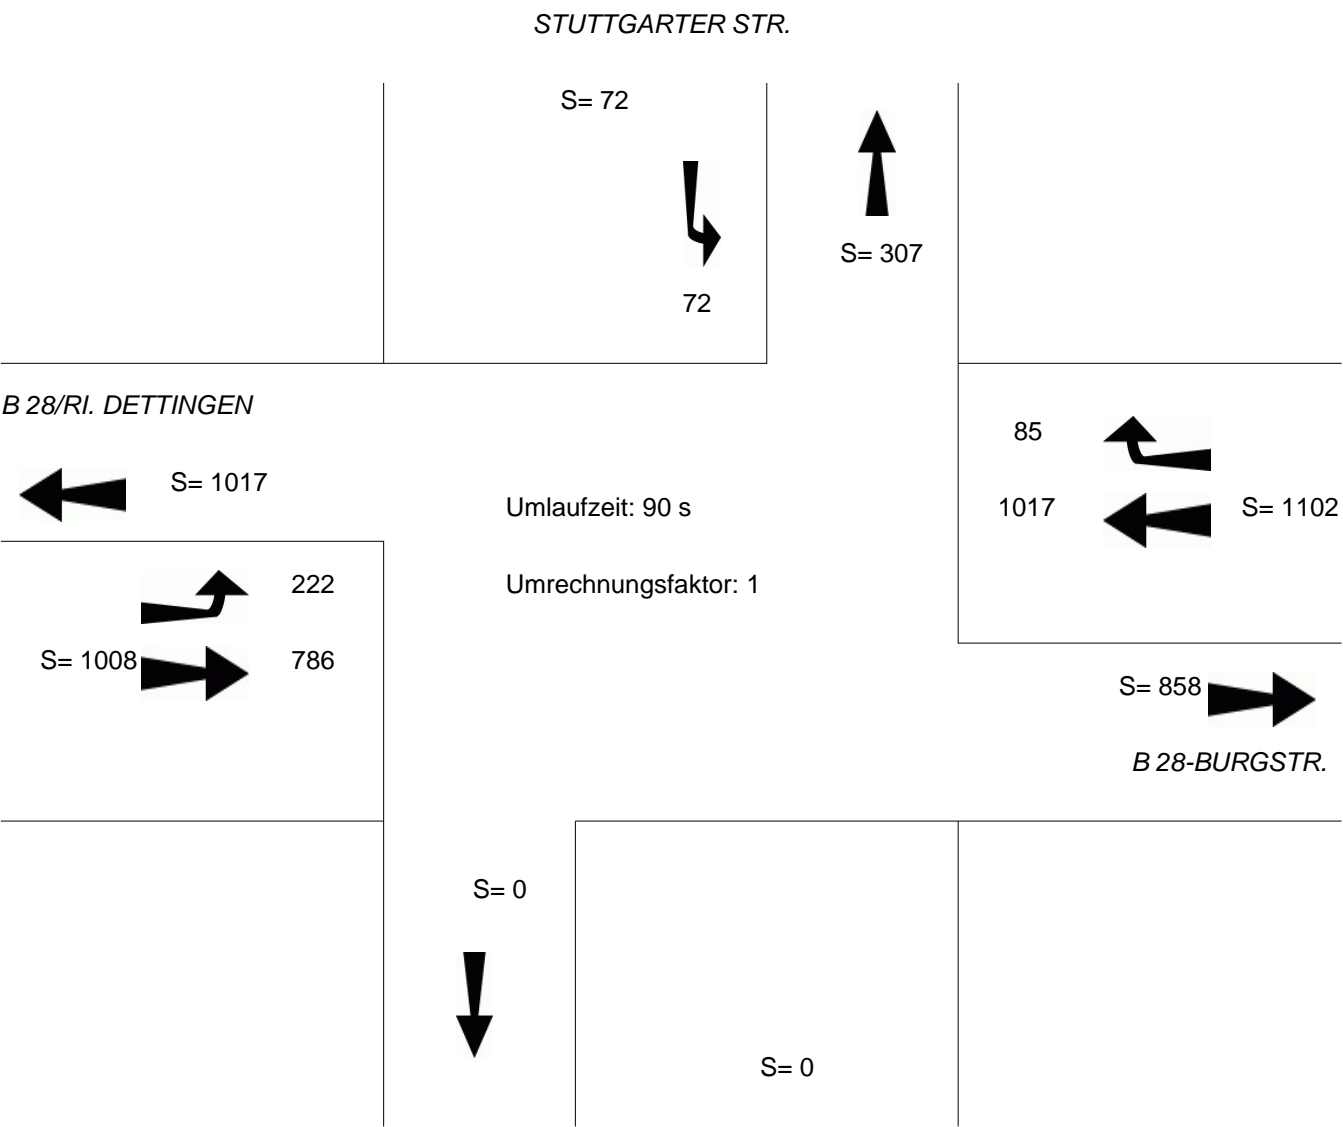 STUTTGARTER STR.
S= 72
S= 307
72
B 28/RI. DETTINGEN
85
S= 1017
Umlaufzeit: 90 s
1017
S= 1102
222
Umrechnungsfaktor: 1
S= 1008
786
S= 858
B 28-BURGSTR.
S= 0
S= 0